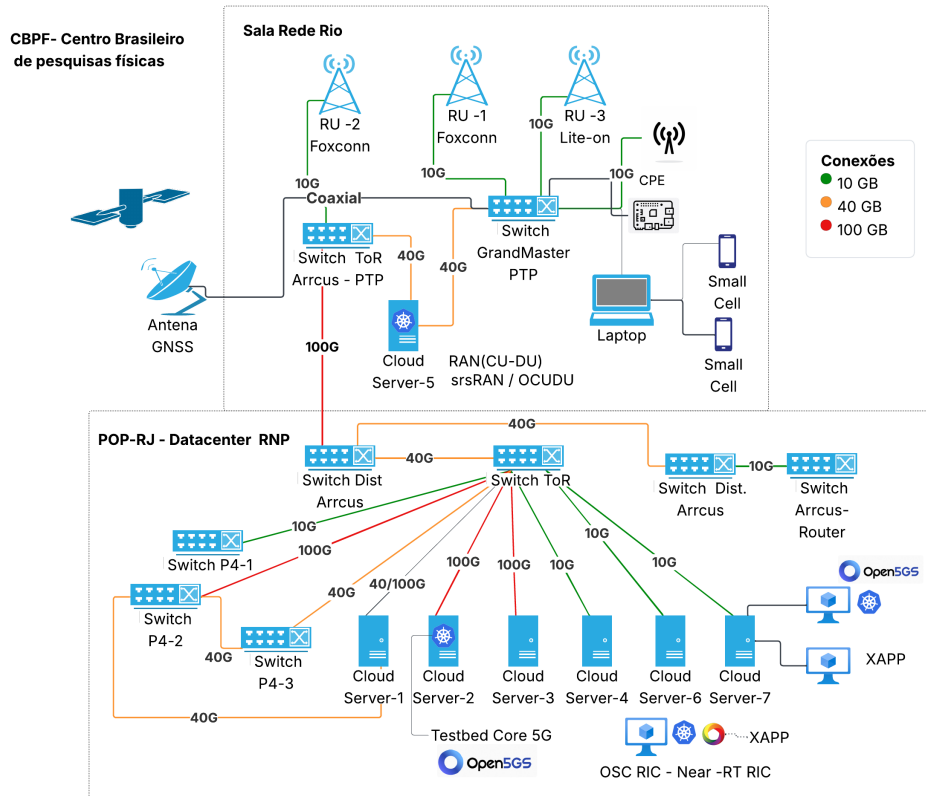 CBPF- Centro Brasileiro
de pesquisas físicas
Sala Rede Rio
RU -2
Foxconn
RU -1
Foxconn
RU -3
Lite-on
10G
10G
10G
10G
CPE
Coaxial
Switch ToR
Arrcus - PTP
Switch
GrandMaster
PTP
40G
40G
Antena
GNSS
100G
Cloud
Server-5
RAN(CU-DU)
srsRAN / OCUDU
Laptop
Small
Cell
Small
Cell
Conexões
10 GB
40 GB
100 GB
POP-RJ - Datacenter RNP
40G
40G
10G
Switch Dist
Arrcus
Switch ToR
Switch Dist.
Arrcus
Switch
Arrcus-
Router
10G
100G
40G
40/100G
100G
100G
10G
10G
10G
Switch P4-1
Switch
P4-2
40G
Switch
P4-3
40G
Cloud
Server-1
Cloud
Server-2
Cloud
Server-3
Cloud
Server-4
Cloud
Server-6
Cloud
Server-7
Open5GS
XAPP
Testbed Core 5G
Open5GS
XAPP
OSC RIC - Near -RT RIC